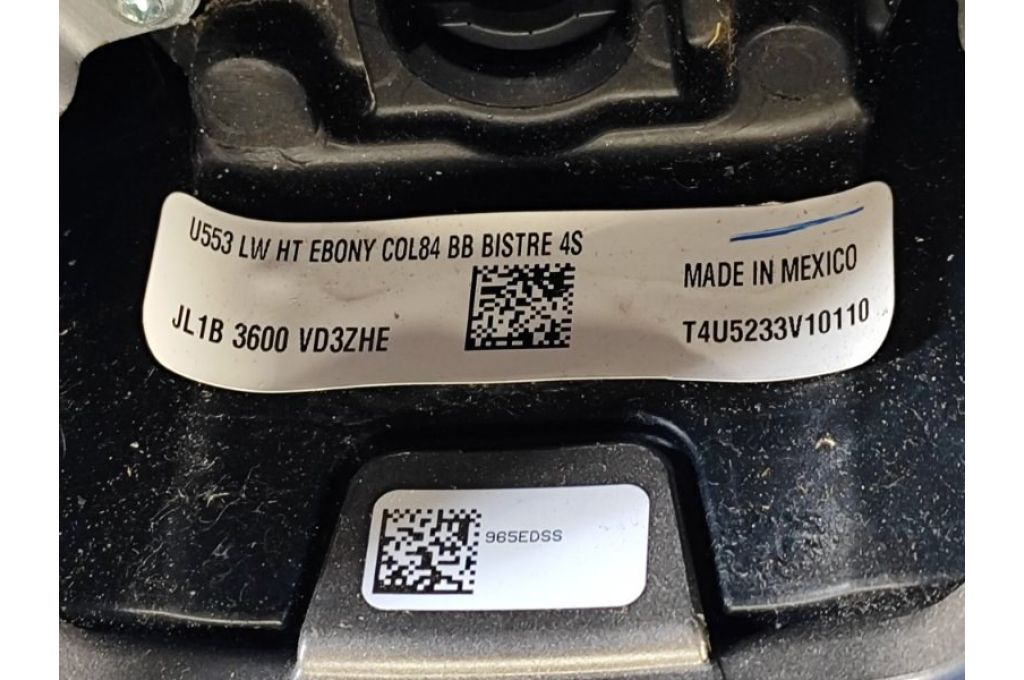 U553 LW HT EBONY COL84 BB BISTRE 4S
MADE IN MEXICO
JL1B 3600 VD3ZHE
T4U5233V10110
965EDSS